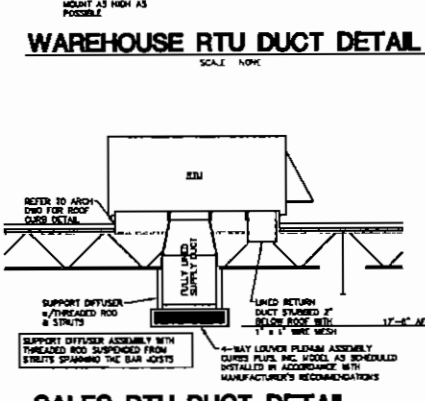 MOUNT AS HIGH AS
POSSIBLE
WAREHOUSE RTU DUCT DETAIL
SCALE NONE
RTU
REFER TO ARCH
DWG FOR ROOF
CURB DETAIL
FULLY LINED
SUPPLY DUCT
SUPPORT DIFFUSER
w/THREADED ROD
& STRUTS
LINED RETURN
DUCT STUBBED 2"
BELOW ROOF WITH
1" x 1" WIRE MESH
17'-6" AF
SUPPORT DIFFUSER ASSEMBLY WITH
THREADED ROD SUSPENDED FROM
STRUTS SPANNING THE BAR JOISTS
4-WAY LOUVER PLENUM ASSEMBLY
CURBS PLUS, INC. MODEL AS SCHEDULED
INSTALLED IN ACCORDANCE WITH
MANUFACTURER'S RECOMMENDATIONS
SALES RTU DUCT DETAIL